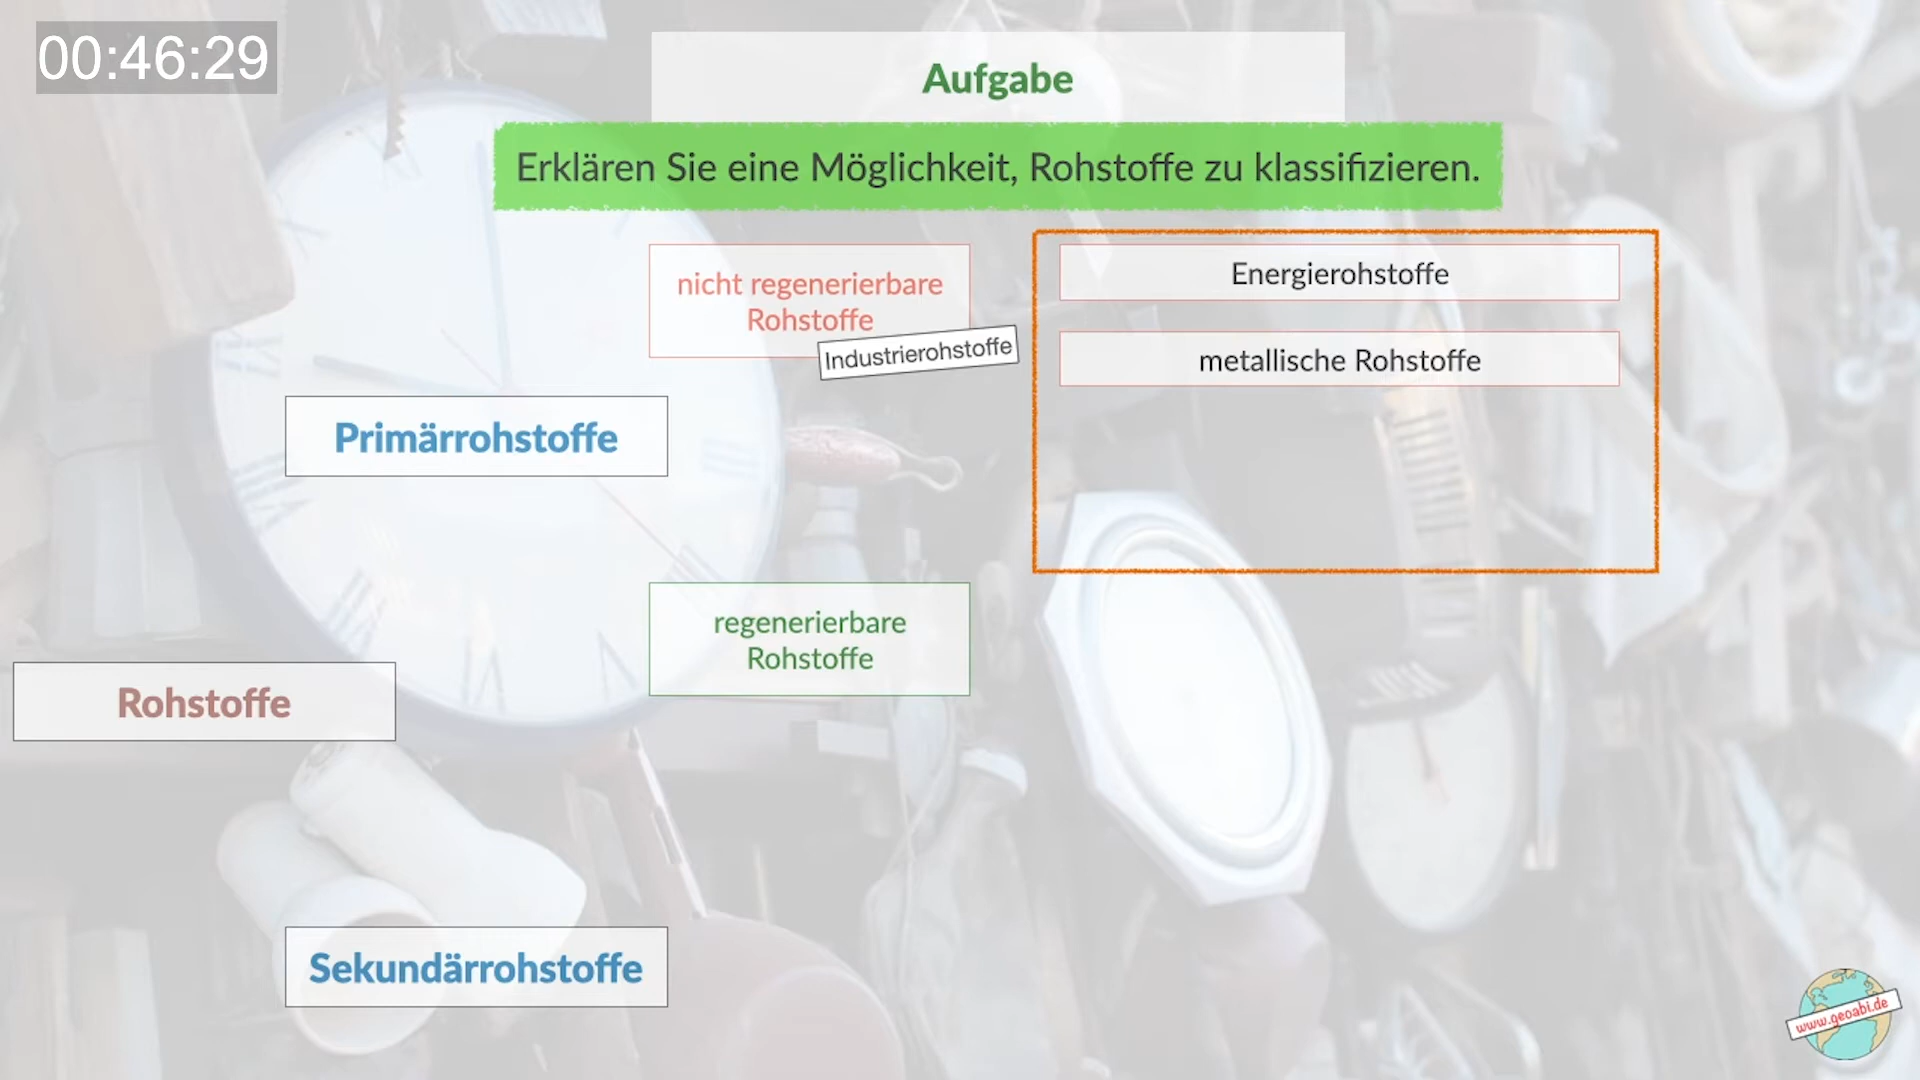 00:46:29
Aufgabe
Erklären Sie eine Möglichkeit, Rohstoffe zu klassifizieren.
nicht regenerierbare
Rohstoffe
Industrierohstoffe
Energierohstoffe
metallische Rohstoffe
Primärrohstoffe
regenerierbare
Rohstoffe
Rohstoffe
Sekundärrohstoffe
www.geoabi.de